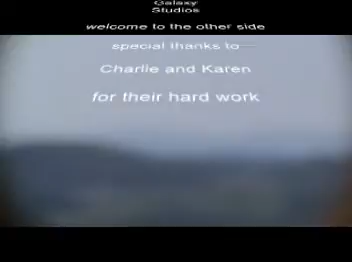 Galaxy
Studios
welcome to the other side
special thanks to
Charlie and Karen
for their hard work